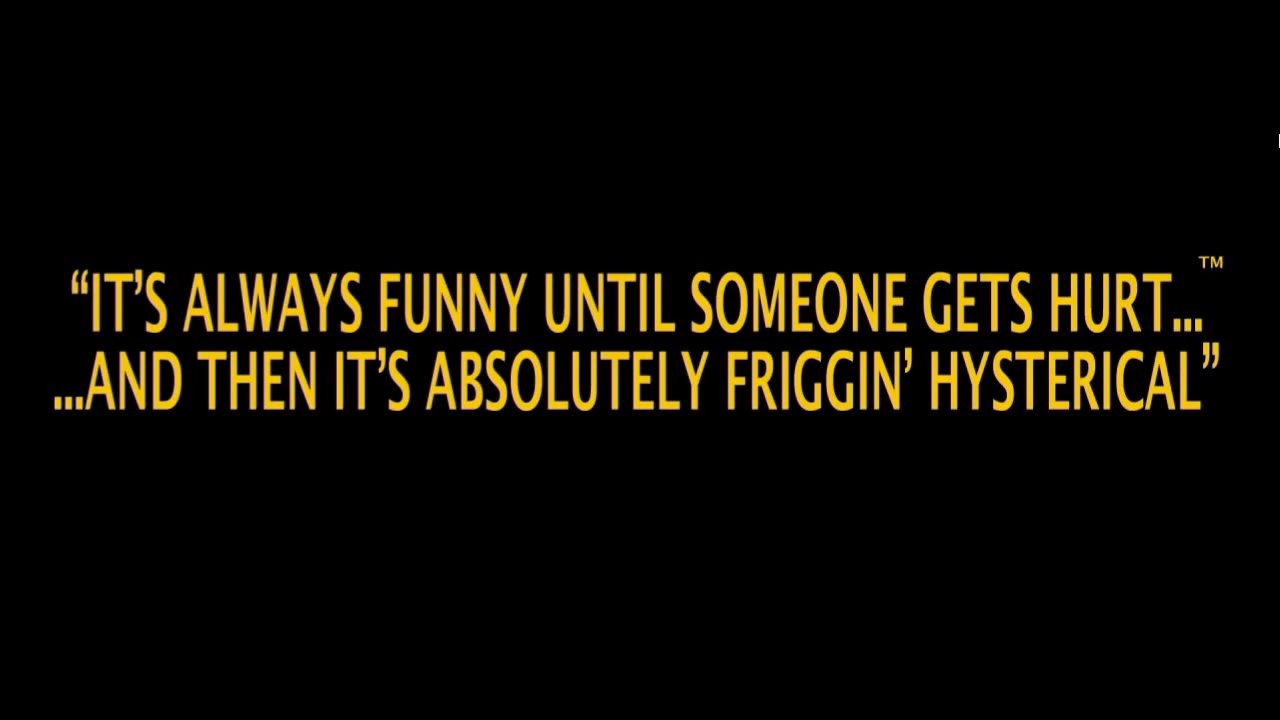 “IT’S ALWAYS FUNNY UNTIL SOMEONE GETS HURT...™
...AND THEN IT’S ABSOLUTELY FRIGGIN’ HYSTERICAL”